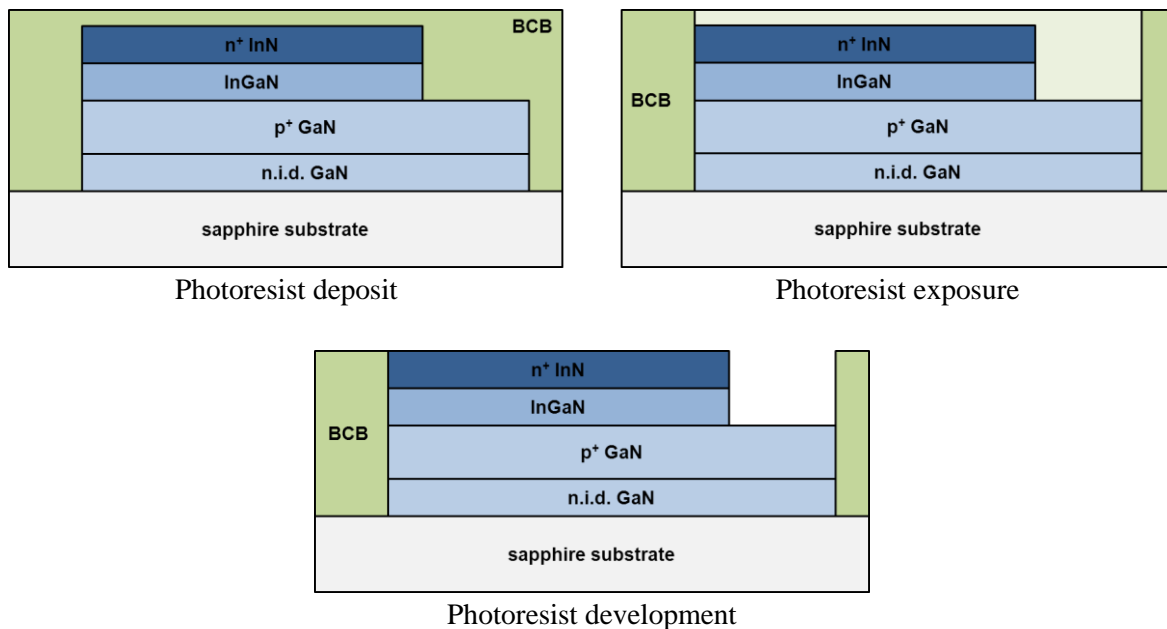 BCB
n⁺ InN
InGaN
p⁺ GaN
n.i.d. GaN
sapphire substrate
Photoresist deposit
n⁺ InN
InGaN
BCB
p⁺ GaN
n.i.d. GaN
sapphire substrate
Photoresist exposure
n⁺ InN
InGaN
BCB
p⁺ GaN
n.i.d. GaN
sapphire substrate
Photoresist development